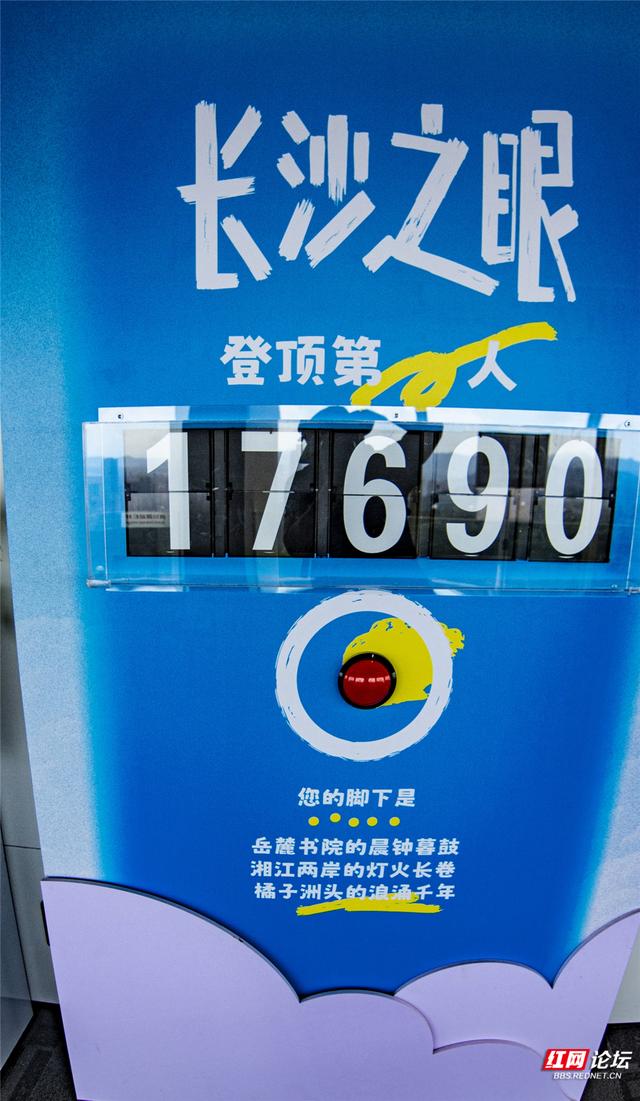 长沙之眼
登顶第 人
17690
您的脚下是
岳麓书院的晨钟暮鼓
湘江两岸的灯火长卷
橘子洲头的浪涌千年
红网论坛
BBS.REDNET.CN